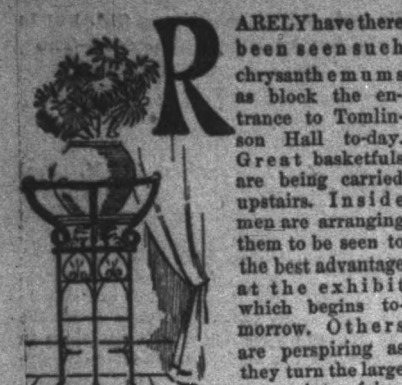 RARELY have there
been seen such
chrysanthemums
as block the en-
trance to Tomlin-
son Hall to-day.
Great basketfuls
are being carried
upstairs. Inside
men are arranging
them to be seen to
the best advantage
at the exhibit
which begins to-
morrow. Others
are perspiring as
they turn the large